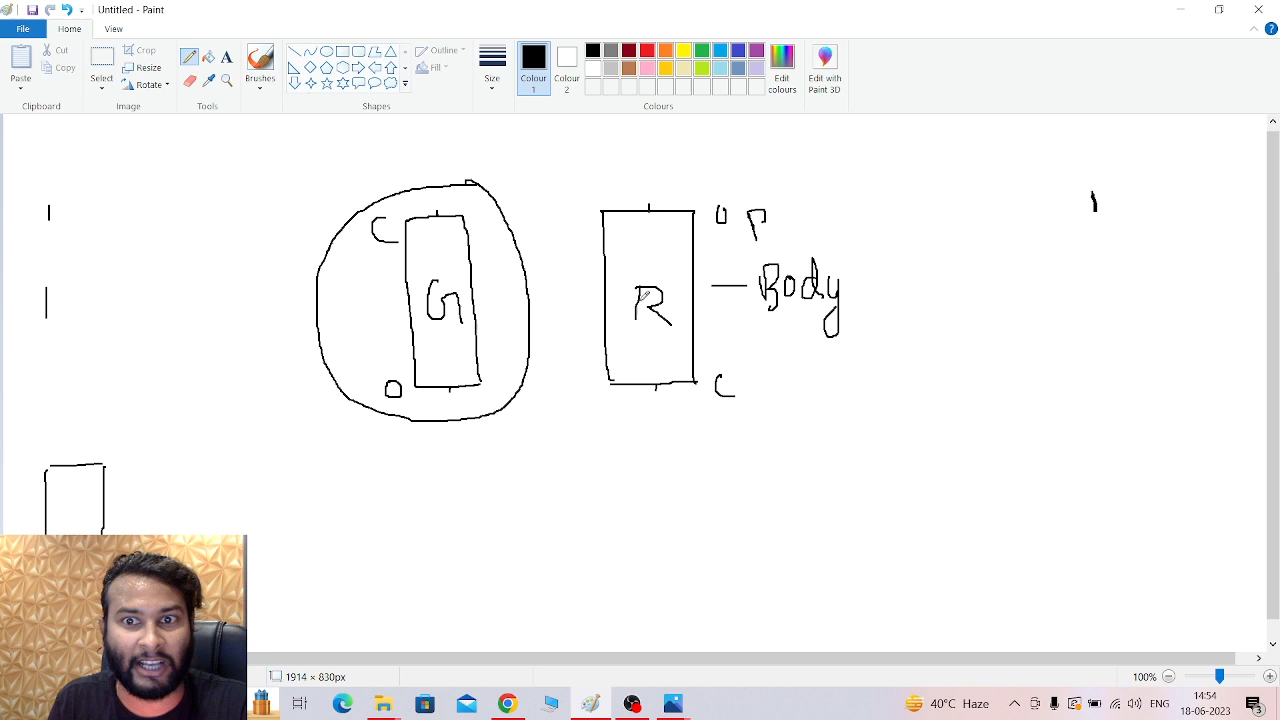 Untitled - Paint
File
Home
View
Paste
Cut
Copy
Clipboard
Select
Crop
Resize
Rotate
Image
Tools
Brushes
Shapes
Outline
Fill
Size
Colour 1
Colour 2
Colours
Edit colours
Edit with Paint 3D
C
O P
G
R
Body
O
C
1914 × 830px
100%
40°C Haze
ENG
14:54
18-06-2023
3